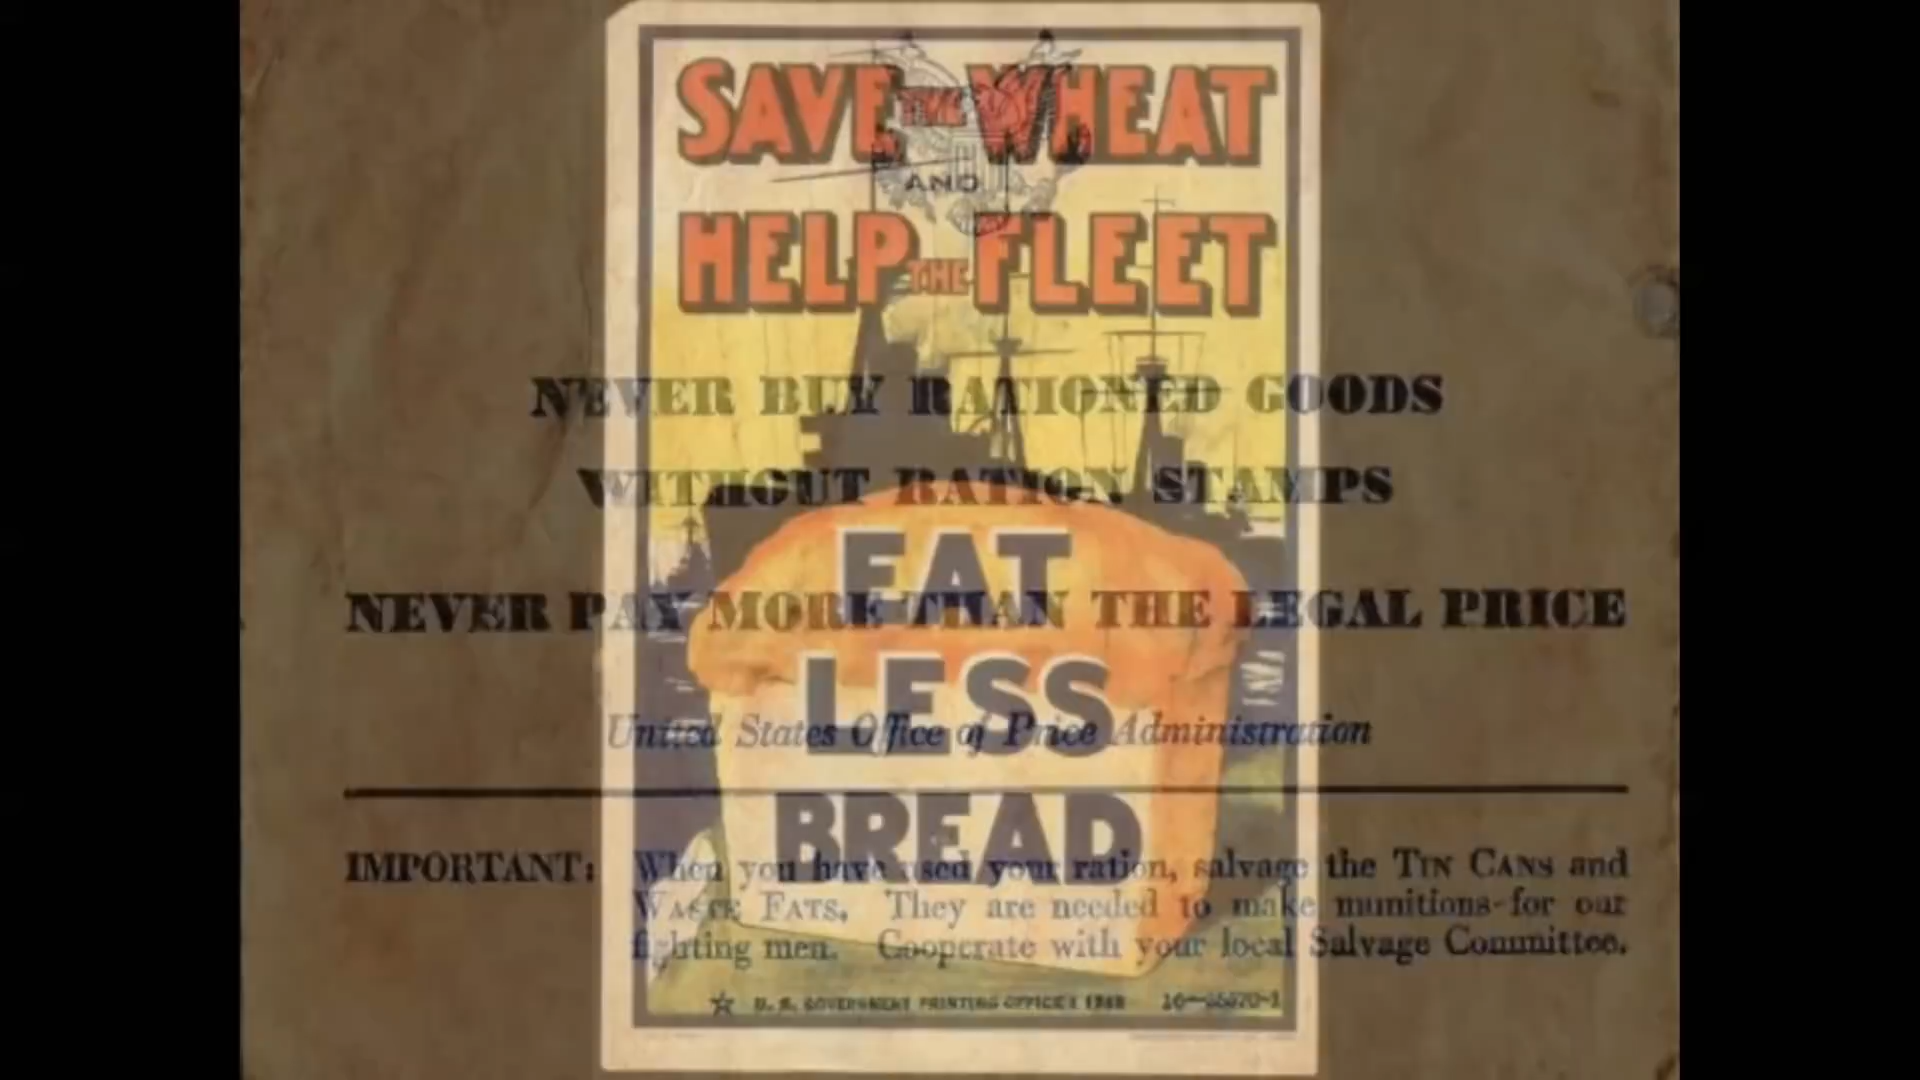 SAVE THE WHEAT
AND
HELP THE FLEET
NEVER BUY RATIONED GOODS
WITHOUT RATION STAMPS
EAT
NEVER PAY MORE THAN THE LEGAL PRICE
LESS
United States Office of Price Administration
BREAD
IMPORTANT: When you have used your ration, salvage the TIN CANS and
WASTE FATS. They are needed to make munitions for our
fighting men. Cooperate with your local Salvage Committee.
U. S. GOVERNMENT PRINTING OFFICE